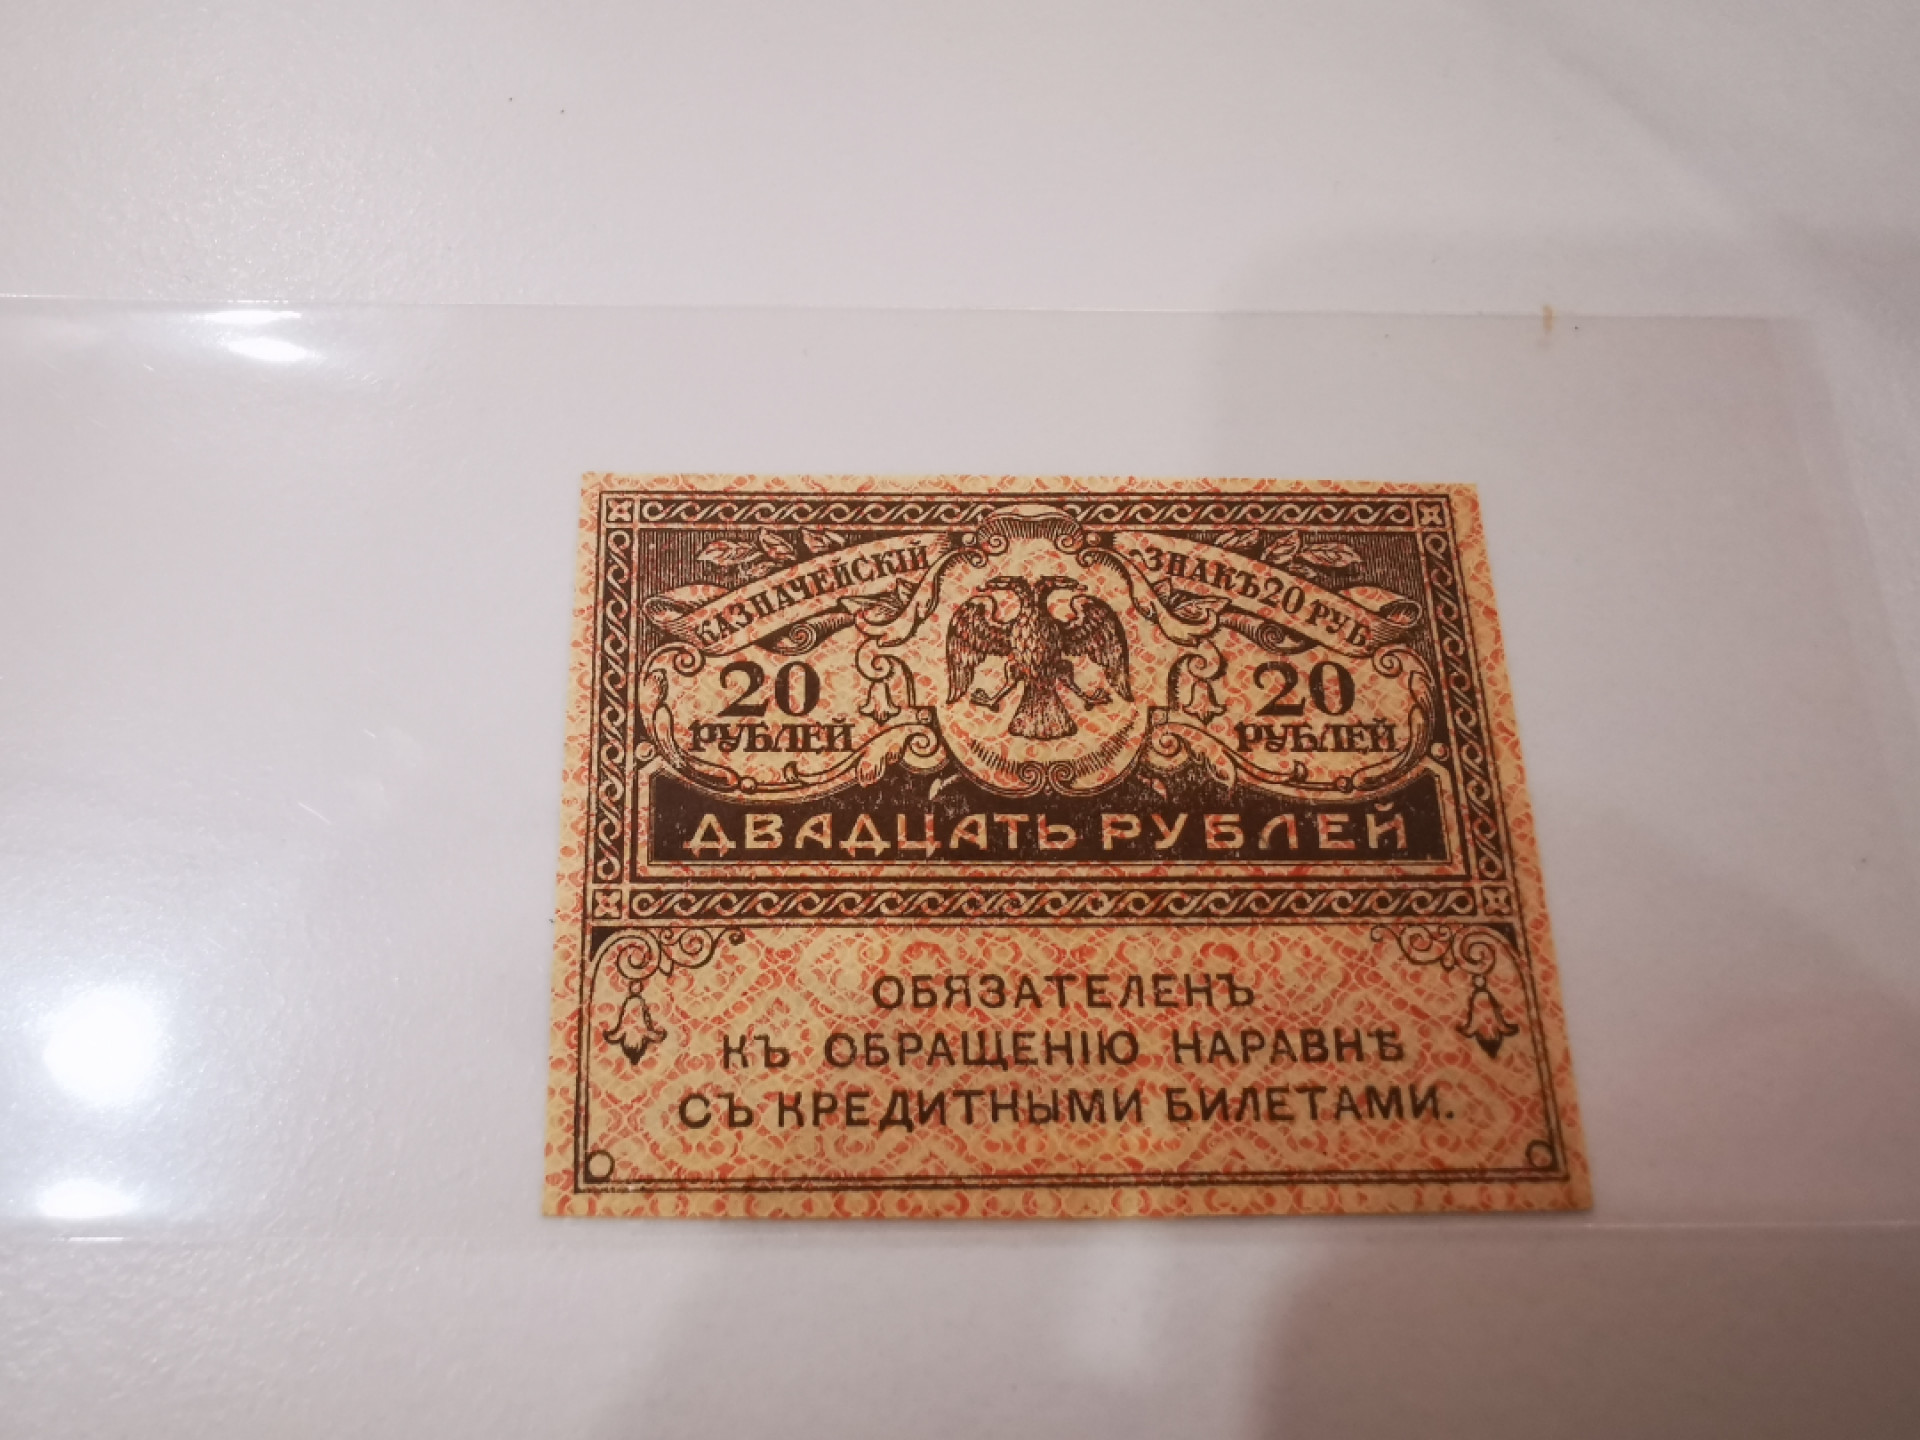 КАЗНАЧЕЙСКІЙ ЗНАКЪ 20 РУБ
20 20
РУБЛЕЙ РУБЛЕЙ
ДВАДЦАТЬ РУБЛЕЙ
ОБЯЗАТЕЛЕНЪ
КЪ ОБРАЩЕНІЮ НАРАВНѢ
СЪ КРЕДИТНЫМИ БИЛЕТАМИ.